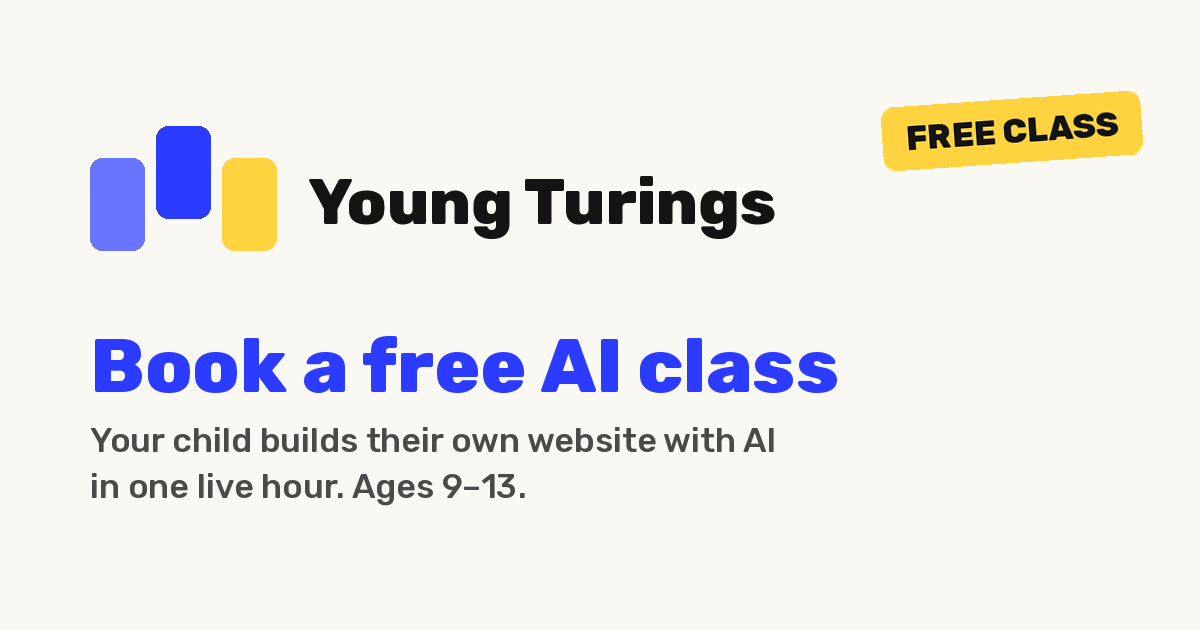 FREE CLASS
Young Turings
Book a free AI class
Your child builds their own website with AI
in one live hour. Ages 9–13.